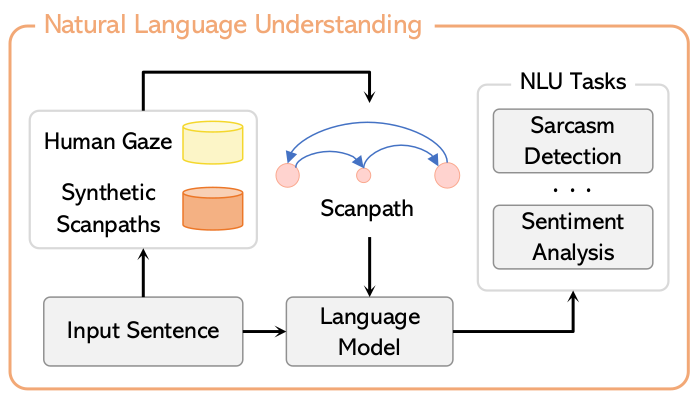 Natural Language Understanding
Human Gaze
Synthetic
Scanpaths
Input Sentence
Scanpath
Language
Model
NLU Tasks
Sarcasm
Detection
. . .
Sentiment
Analysis